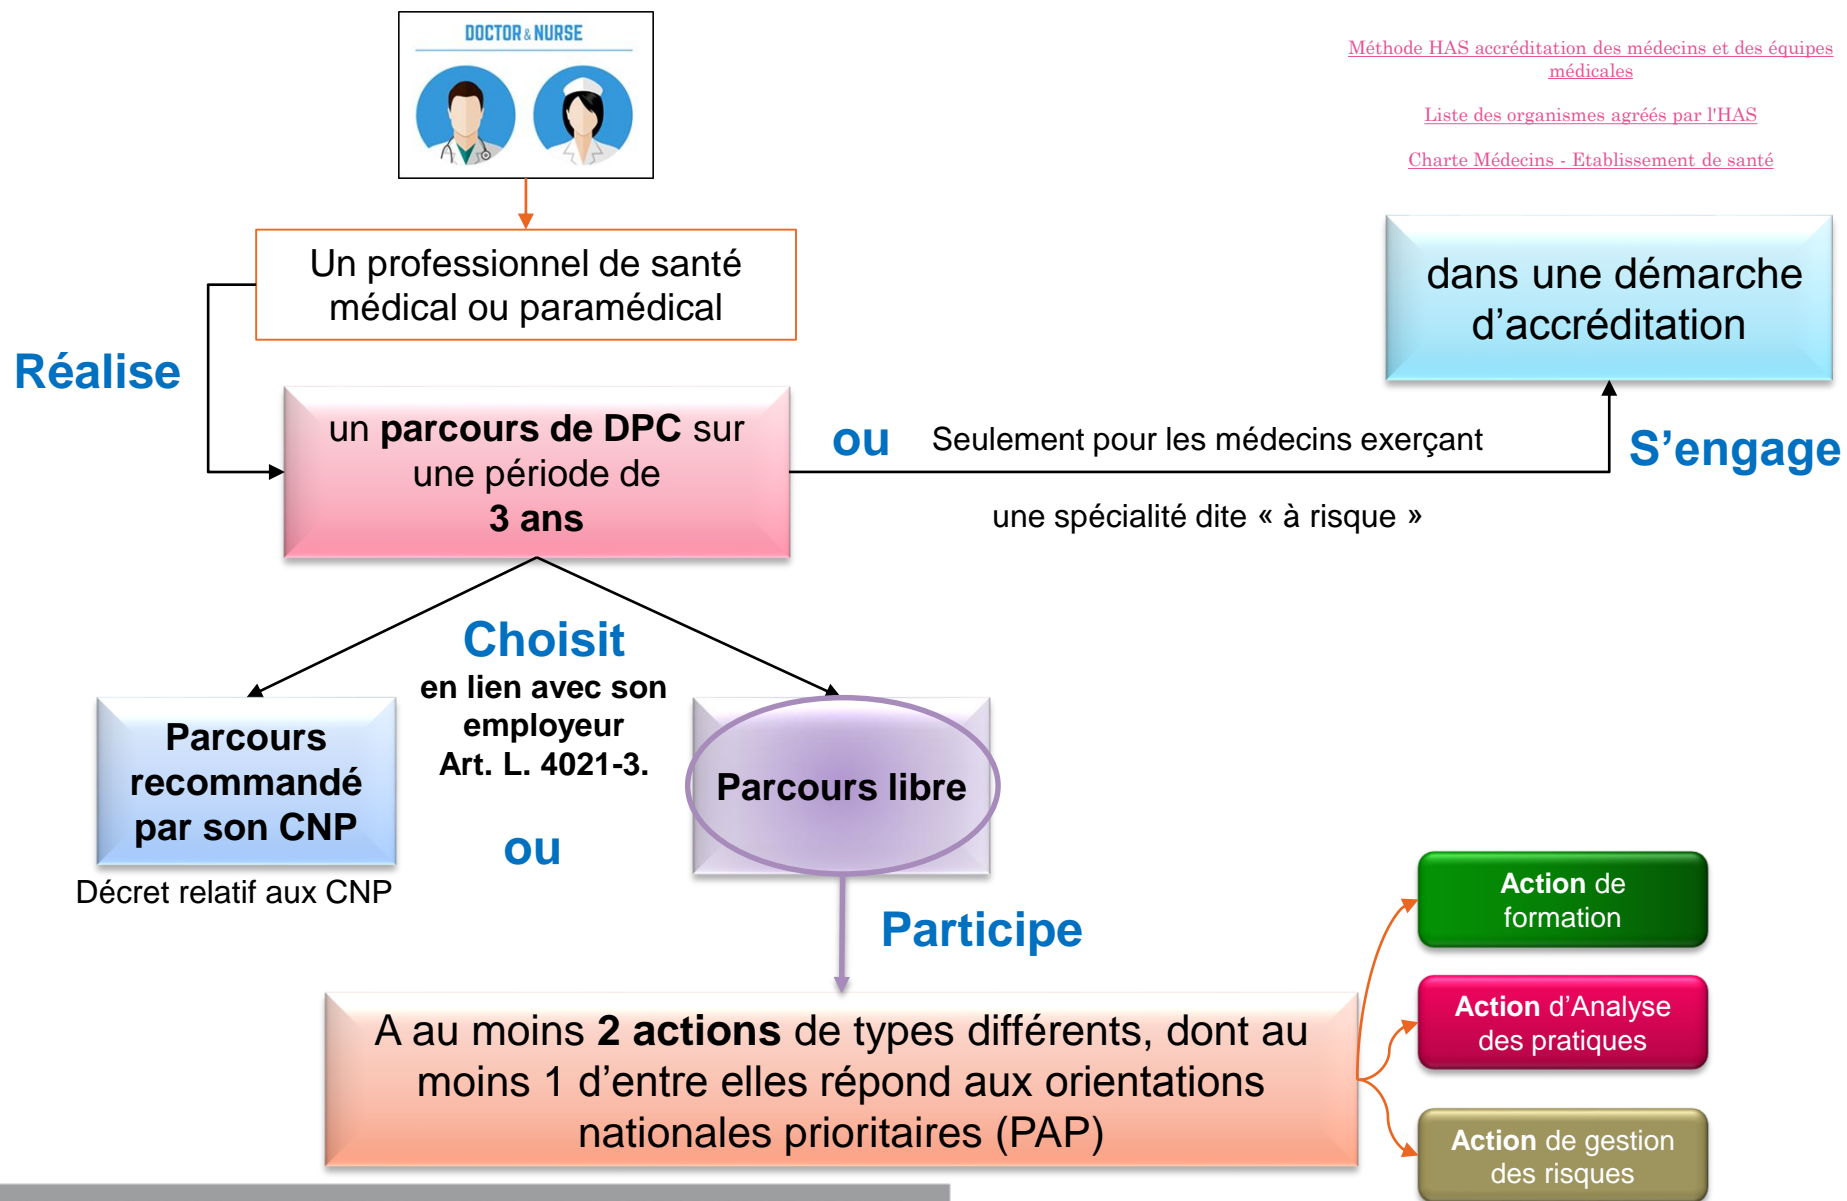 DOCTOR & NURSE
Méthode HAS accréditation des médecins et des équipes
médicales
Liste des organismes agréés par l'HAS
Charte Médecins - Etablissement de santé
Un professionnel de santé
médical ou paramédical
dans une démarche
d’accréditation
Réalise
un parcours de DPC sur
une période de
3 ans
ou
Seulement pour les médecins exerçant
une spécialité dite « à risque »
S’engage
Choisit
en lien avec son
employeur
Art. L. 4021-3.
ou
Parcours
recommandé
par son CNP
Décret relatif aux CNP
Parcours libre
Participe
A au moins 2 actions de types différents, dont au
moins 1 d’entre elles répond aux orientations
nationales prioritaires (PAP)
Action de
formation
Action d’Analyse
des pratiques
Action de gestion
des risques